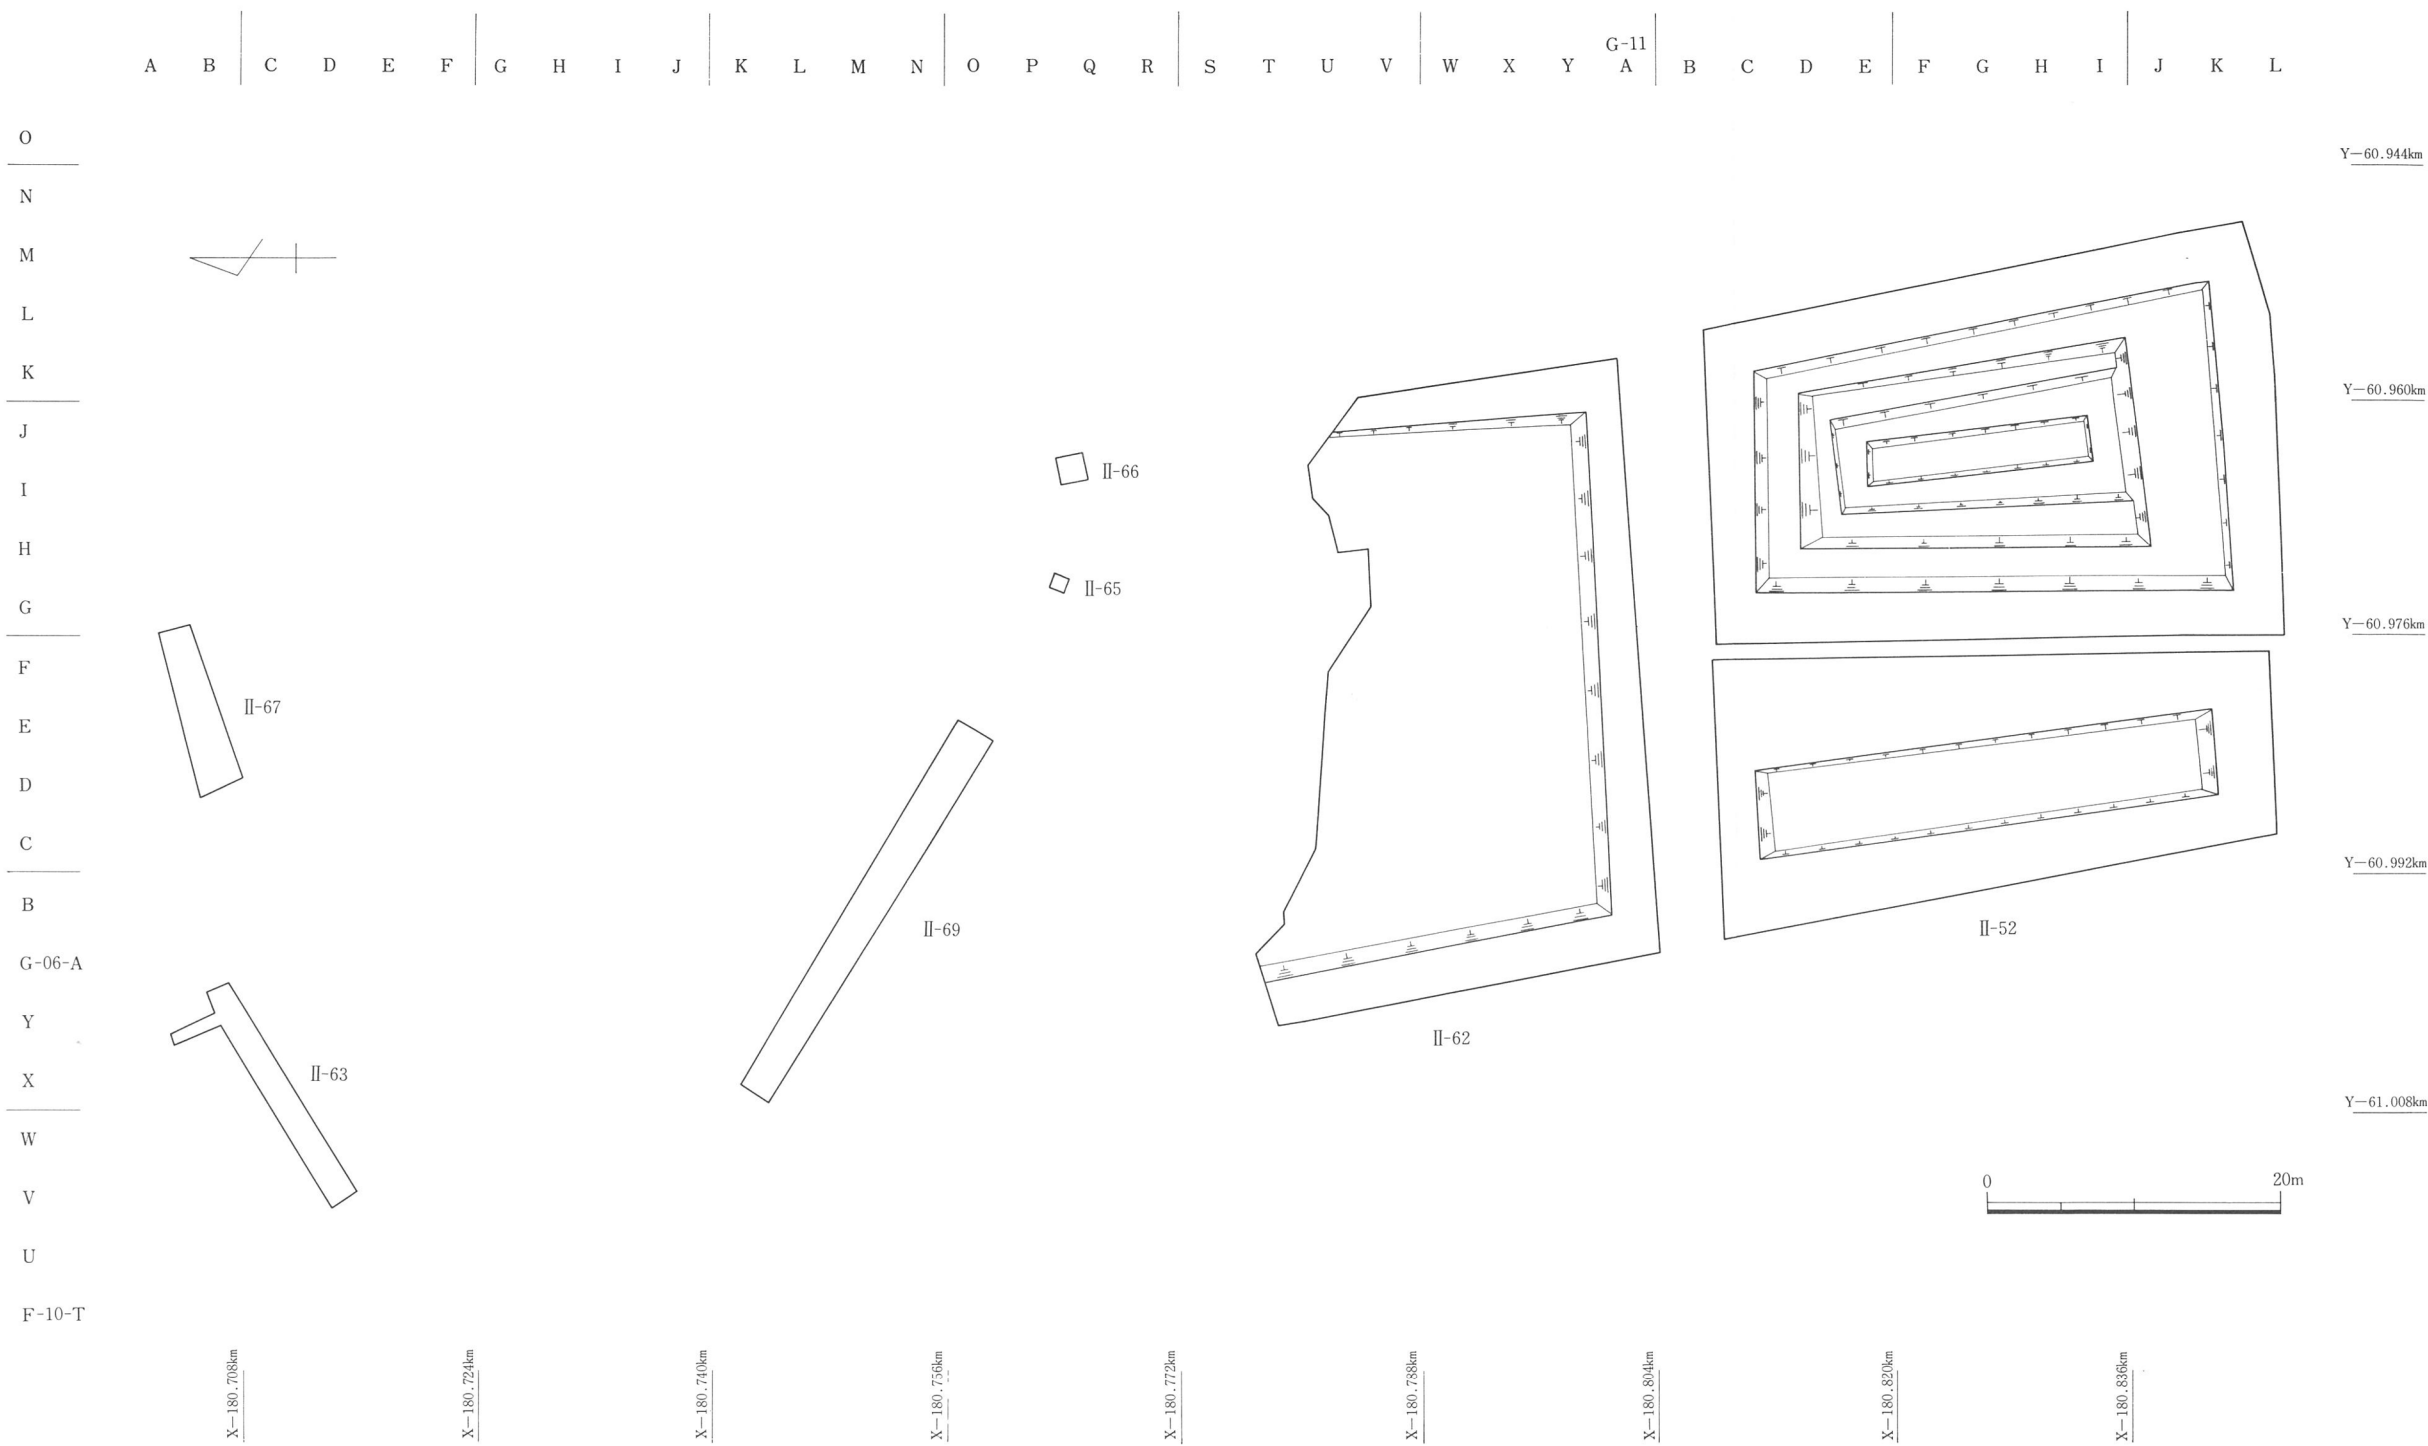 G-11
A B C D E F G H I J K L M N O P Q R S T U V W X Y A B C D E F G H I J K L
O
Y—60.944km
N
M
L
K
Y—60.960km
J
II-66
I
H
II-65
G
Y—60.976km
F
II-67
E
D
C
Y—60.992km
B
II-69
II-52
G-06-A
Y
II-62
II-63
X
Y—61.008km
W
0 20m
V
U
F-10-T
X—180.708km
X—180.724km
X—180.740km
X—180.756km
X—180.772km
X—180.788km
X—180.804km
X—180.820km
X—180.836km